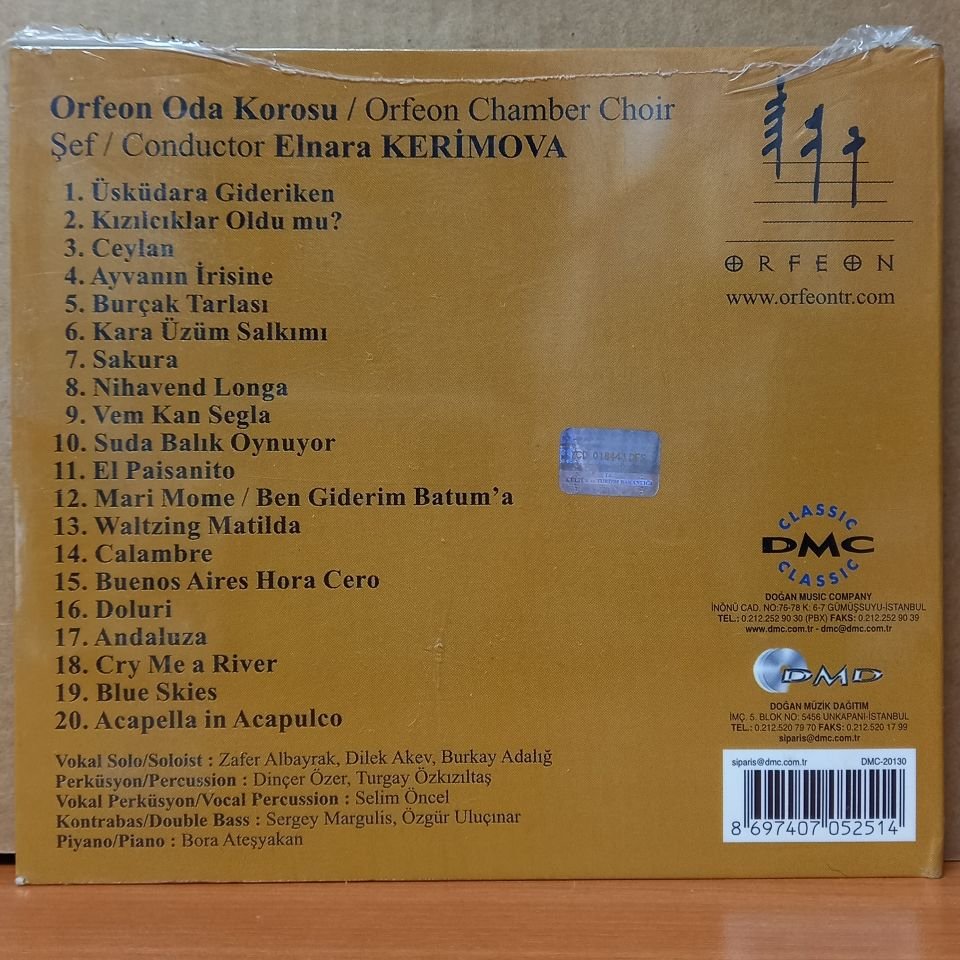 Orfeon Oda Korosu / Orfeon Chamber Choir
Şef / Conductor Elnara KERİMOVA
1. Üsküdara Gideriken
2. Kızılcıklar Oldu mu?
3. Ceylan
4. Ayvanın İrisine
5. Burçak Tarlası
6. Kara Üzüm Salkımı
7. Sakura
8. Nihavend Longa
9. Vem Kan Segla
10. Suda Balık Oynuyor
11. El Paisanito
12. Mari Mome / Ben Giderim Batum'a
13. Waltzing Matilda
14. Calambre
15. Buenos Aires Hora Cero
16. Doluri
17. Andaluza
18. Cry Me a River
19. Blue Skies
20. Acapella in Acapulco
Vokal Solo/Soloist : Zafer Albayrak, Dilek Akev, Burkay Adalığ
Perküsyon/Percussion : Dinçer Özer, Turgay Özkızıltaş
Vokal Perküsyon/Vocal Percussion : Selim Öncel
Kontrabas/Double Bass : Sergey Margulis, Özgür Uluçınar
Piyano/Piano : Bora Ateşyakan
ORFEON
www.orfeontr.com
CLASSIC
DMC
CLASSIC
DOĞAN MUSIC COMPANY
İNÖNÜ CAD. NO:76-78 K: 6-7 GÜMÜŞSUYU-İSTANBUL
TEL.: 0.212.252 90 30 (PBX) FAKS: 0.212.252 90 39
www.dmc.com.tr - dmc@dmc.com.tr
DMD
DOĞAN MÜZİK DAĞITIM
İMÇ. 5. BLOK NO: 5456 UNKAPANI-İSTANBUL
TEL.: 0.212.520 79 70 FAKS: 0.212.520 17 99
siparis@dmc.com.tr
siparis@dmc.com.tr DMC-20130
8 697407 052514